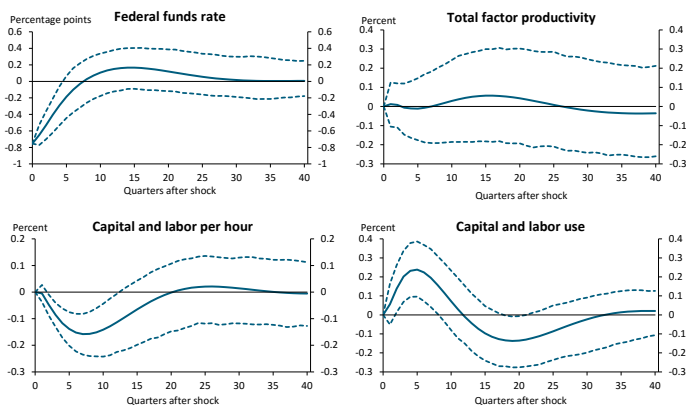 Federal funds rate
Percentage points
0.6 0.6
0.4 0.4
0.2 0.2
0 0
-0.2 -0.2
-0.4 -0.4
-0.6 -0.6
-0.8 -0.8
-1 -1
0 5 10 15 20 25 30 35 40
Quarters after shock
Total factor productivity
Percent
0.4 0.4
0.3 0.3
0.2 0.2
0.1 0.1
0 0
-0.1 -0.1
-0.2 -0.2
-0.3 -0.3
0 5 10 15 20 25 30 35 40
Quarters after shock
Capital and labor per hour
Percent
0.2 0.2
0.1 0.1
0 0
-0.1 -0.1
-0.2 -0.2
-0.3 -0.3
0 5 10 15 20 25 30 35 40
Quarters after shock
Capital and labor use
Percent
0.4 0.4
0.3 0.3
0.2 0.2
0.1 0.1
0 0
-0.1 -0.1
-0.2 -0.2
-0.3 -0.3
0 5 10 15 20 25 30 35 40
Quarters after shock